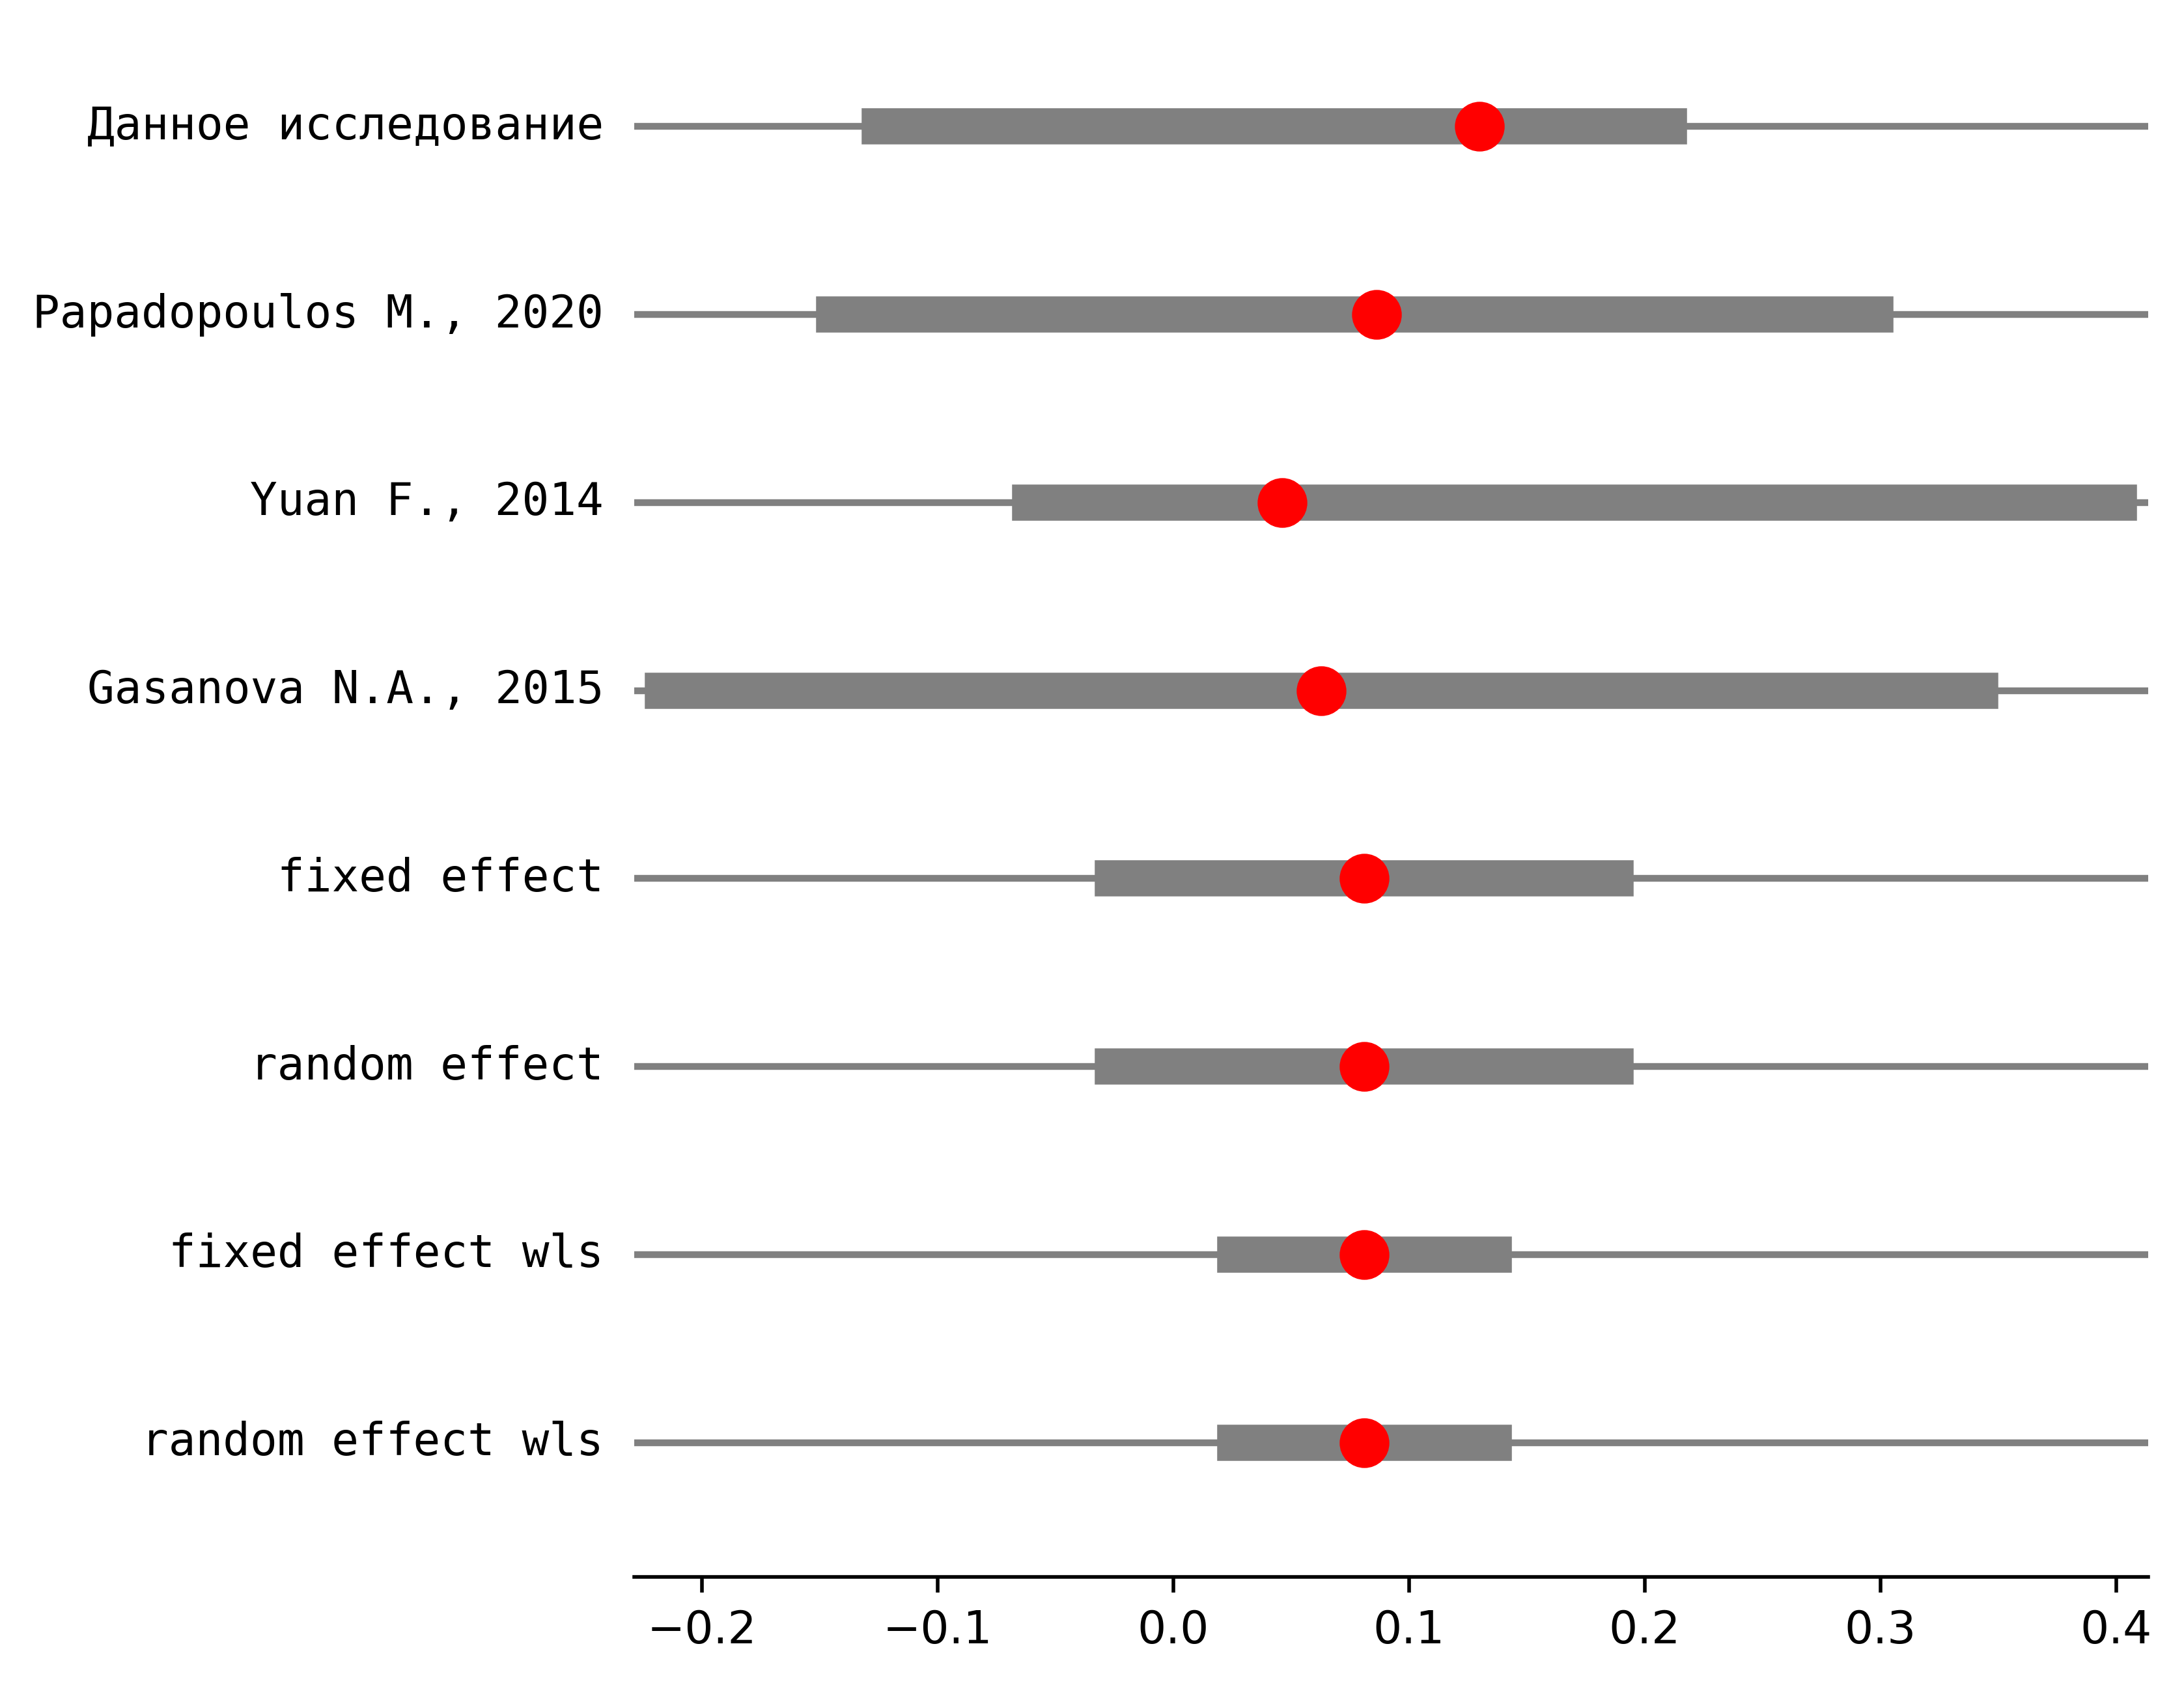 Данное исследование
Papadopoulos M., 2020
Yuan F., 2014
Gasanova N.A., 2015
fixed effect
random effect
fixed effect wls
random effect wls
−0.2 −0.1 0.0 0.1 0.2 0.3 0.4